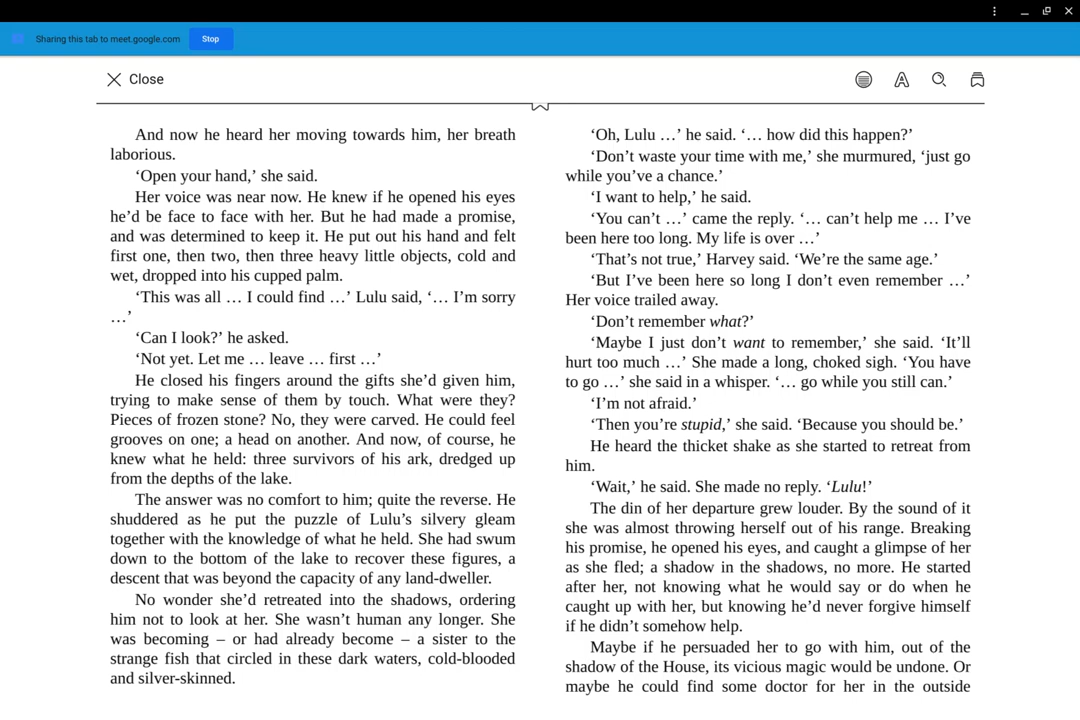 Sharing this tab to meet.google.com Stop
Close
And now he heard her moving towards him, her breath
laborious.
‘Open your hand,’ she said.
Her voice was near now. He knew if he opened his eyes
he’d be face to face with her. But he had made a promise,
and was determined to keep it. He put out his hand and felt
first one, then two, then three heavy little objects, cold and
wet, dropped into his cupped palm.
‘This was all … I could find …’ Lulu said, ‘… I’m sorry
…’
‘Can I look?’ he asked.
‘Not yet. Let me … leave … first …’
He closed his fingers around the gifts she’d given him,
trying to make sense of them by touch. What were they?
Pieces of frozen stone? No, they were carved. He could feel
grooves on one; a head on another. And now, of course, he
knew what he held: three survivors of his ark, dredged up
from the depths of the lake.
The answer was no comfort to him; quite the reverse. He
shuddered as he put the puzzle of Lulu’s silvery gleam
together with the knowledge of what he held. She had swum
down to the bottom of the lake to recover these figures, a
descent that was beyond the capacity of any land-dweller.
No wonder she’d retreated into the shadows, ordering
him not to look at her. She wasn’t human any longer. She
was becoming – or had already become – a sister to the
strange fish that circled in these dark waters, cold-blooded
and silver-skinned.
‘Oh, Lulu …’ he said. ‘… how did this happen?’
‘Don’t waste your time with me,’ she murmured, ‘just go
while you’ve a chance.’
‘I want to help,’ he said.
‘You can’t …’ came the reply. ‘… can’t help me … I’ve
been here too long. My life is over …’
‘That’s not true,’ Harvey said. ‘We’re the same age.’
‘But I’ve been here so long I don’t even remember …’
Her voice trailed away.
‘Don’t remember what?’
‘Maybe I just don’t want to remember,’ she said. ‘It’ll
hurt too much …’ She made a long, choked sigh. ‘You have
to go …’ she said in a whisper. ‘… go while you still can.’
‘I’m not afraid.’
‘Then you’re stupid,’ she said. ‘Because you should be.’
He heard the thicket shake as she started to retreat from
him.
‘Wait,’ he said. She made no reply. ‘Lulu!’
The din of her departure grew louder. By the sound of it
she was almost throwing herself out of his range. Breaking
his promise, he opened his eyes, and caught a glimpse of her
as she fled; a shadow in the shadows, no more. He started
after her, not knowing what he would say or do when he
caught up with her, but knowing he’d never forgive himself
if he didn’t somehow help.
Maybe if he persuaded her to go with him, out of the
shadow of the House, its vicious magic would be undone. Or
maybe he could find some doctor for her in the outside